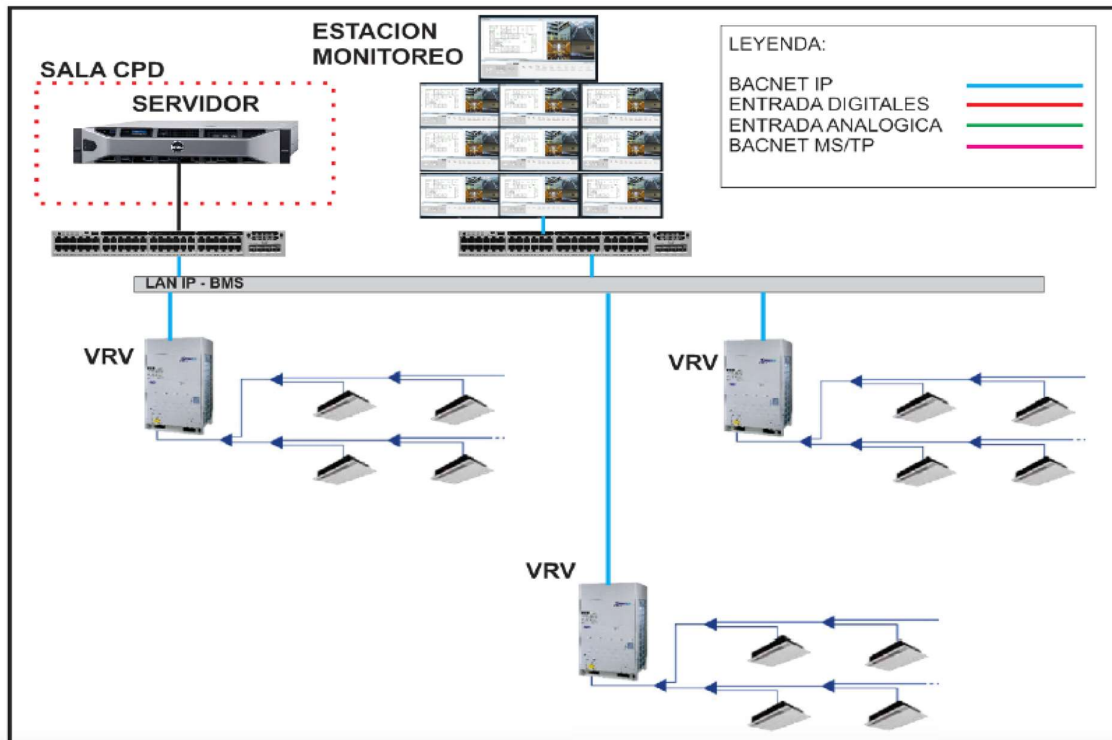 ESTACION
MONITOREO
SALA CPD
SERVIDOR
LEYENDA:
BACNET IP
ENTRADA DIGITALES
ENTRADA ANALOGICA
BACNET MS/TP
LAN IP - BMS
VRV
VRV
VRV